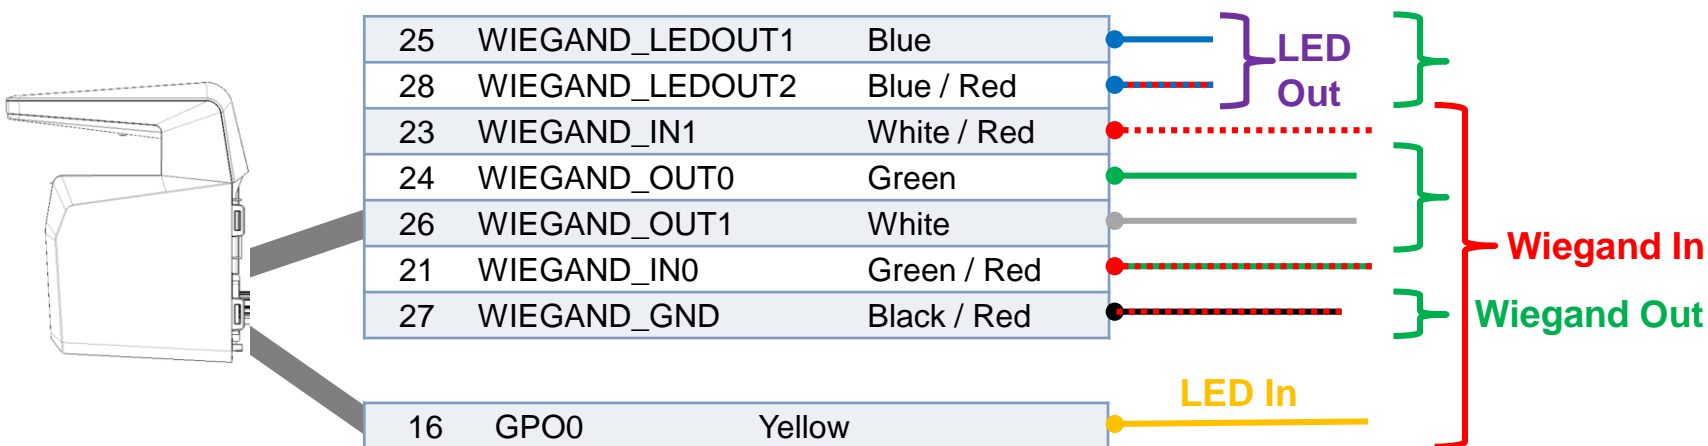 25 WIEGAND_LEDOUT1 Blue
28 WIEGAND_LEDOUT2 Blue / Red
23 WIEGAND_IN1 White / Red
24 WIEGAND_OUT0 Green
26 WIEGAND_OUT1 White
21 WIEGAND_IN0 Green / Red
27 WIEGAND_GND Black / Red
16 GPO0 Yellow
LED
Out
Wiegand In
Wiegand Out
LED In